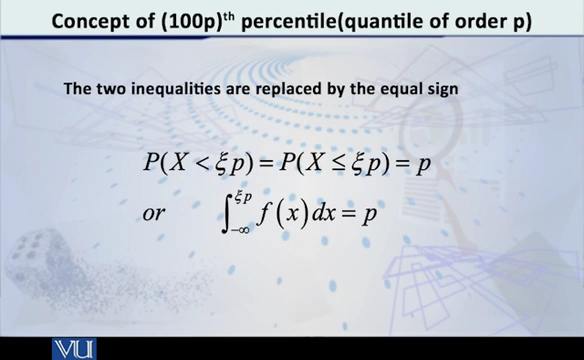 Concept of (100p)ᵗʰ percentile(quantile of order p)
The two inequalities are replaced by the equal sign
P(X < ξp) = P(X ≤ ξp) = p
or ∫_{-∞}^{ξp} f(x)dx = p
VU